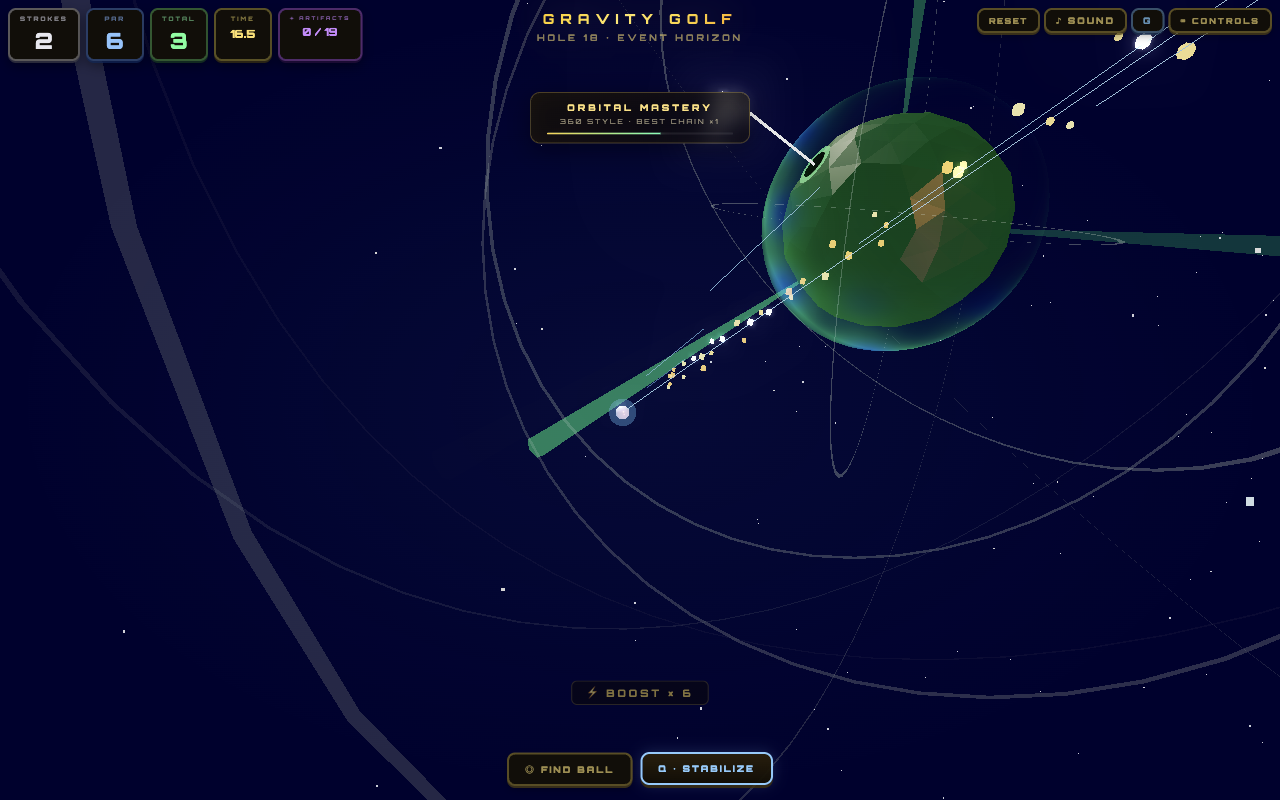 STROKES
2
PAR
6
TOTAL
3
TIME
16.5
✦ ARTIFACTS
0 / 19
GRAVITY GOLF
HOLE 18 · EVENT HORIZON
RESET
♪ SOUND
G
≡ CONTROLS
ORBITAL MASTERY
360 STYLE · BEST CHAIN ×1
⚡ BOOST × 6
◎ FIND BALL
Q · STABILIZE